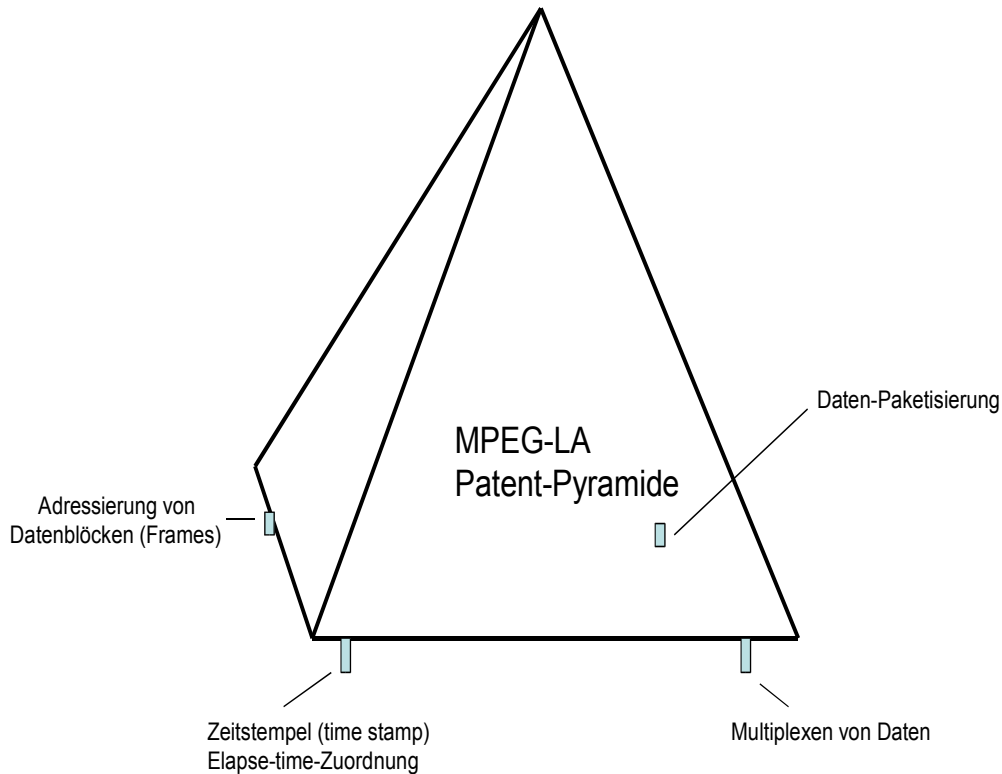 MPEG-LA
Patent-Pyramide
Daten-Paketisierung
Adressierung von
Datenblöcken (Frames)
Zeitstempel (time stamp)
Elapse-time-Zuordnung
Multiplexen von Daten